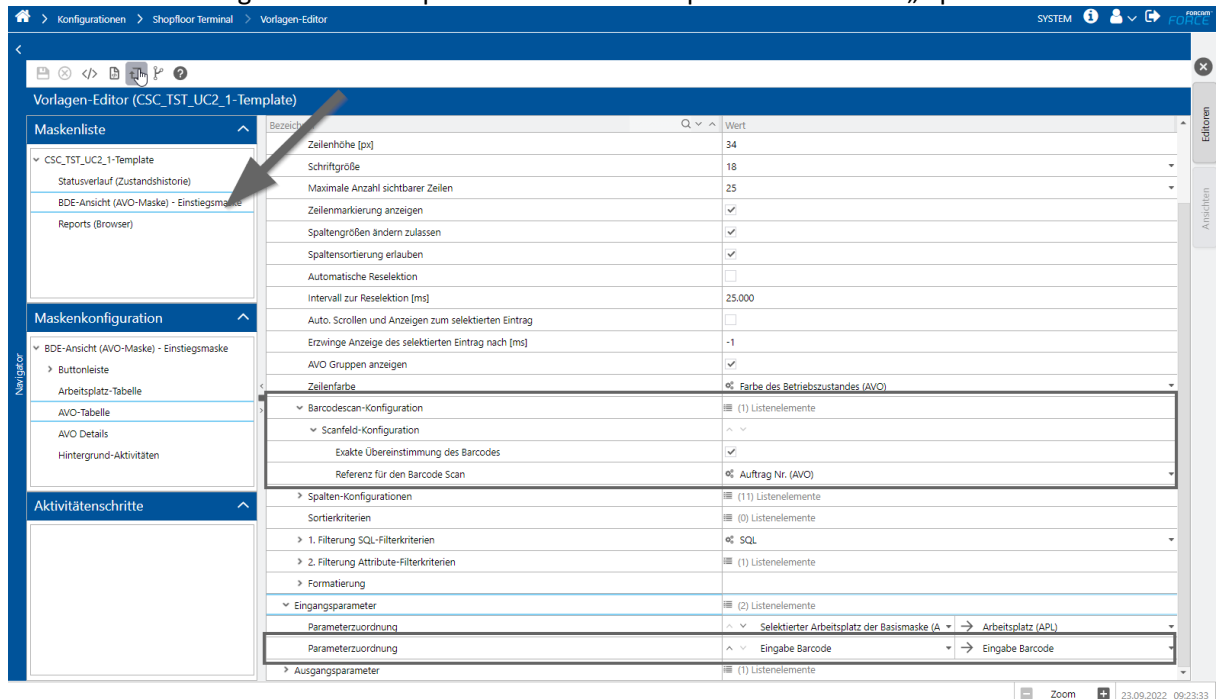 Konfigurationen > Shopfloor Terminal > Vorlagen-Editor
SYSTEM
FORCAM FORCE
Vorlagen-Editor (CSC_TST_UC2_1-Template)
Maskenliste
CSC_TST_UC2_1-Template
Statusverlauf (Zustandshistorie)
BDE-Ansicht (AVO-Maske) - Einstiegsmaske
Reports (Browser)
Maskenkonfiguration
BDE-Ansicht (AVO-Maske) - Einstiegsmaske
Buttonleiste
Arbeitsplatz-Tabelle
AVO-Tabelle
AVO Details
Hintergrund-Aktivitäten
Aktivitätenschritte
Navigator
Bezeich
Wert
Zeilenhöhe [px]
34
Schriftgröße
18
Maximale Anzahl sichtbarer Zeilen
25
Zeilenmarkierung anzeigen
Spaltengrößen ändern zulassen
Spaltensortierung erlauben
Automatische Reselektion
Intervall zur Reselektion [ms]
25.000
Auto. Scrollen und Anzeigen zum selektierten Eintrag
Erzwinge Anzeige des selektierten Eintrag nach [ms]
-1
AVO Gruppen anzeigen
Zeilenfarbe
Farbe des Betriebszustandes (AVO)
Barcodescan-Konfiguration
(1) Listenelemente
Scanfeld-Konfiguration
Exakte Übereinstimmung des Barcodes
Referenz für den Barcode Scan
Auftrag Nr. (AVO)
Spalten-Konfigurationen
(11) Listenelemente
Sortierkriterien
(0) Listenelemente
1. Filterung SQL-Filterkriterien
SQL
2. Filterung Attribute-Filterkriterien
(1) Listenelemente
Formatierung
Eingangsparameter
(2) Listenelemente
Parameterzuordnung
Selektierter Arbeitsplatz der Basismaske (A → Arbeitsplatz (APL)
Parameterzuordnung
Eingabe Barcode → Eingabe Barcode
Ausgangsparameter
(1) Listenelemente
Editoren
Ansichten
Zoom
23.09.2022 09:23:33